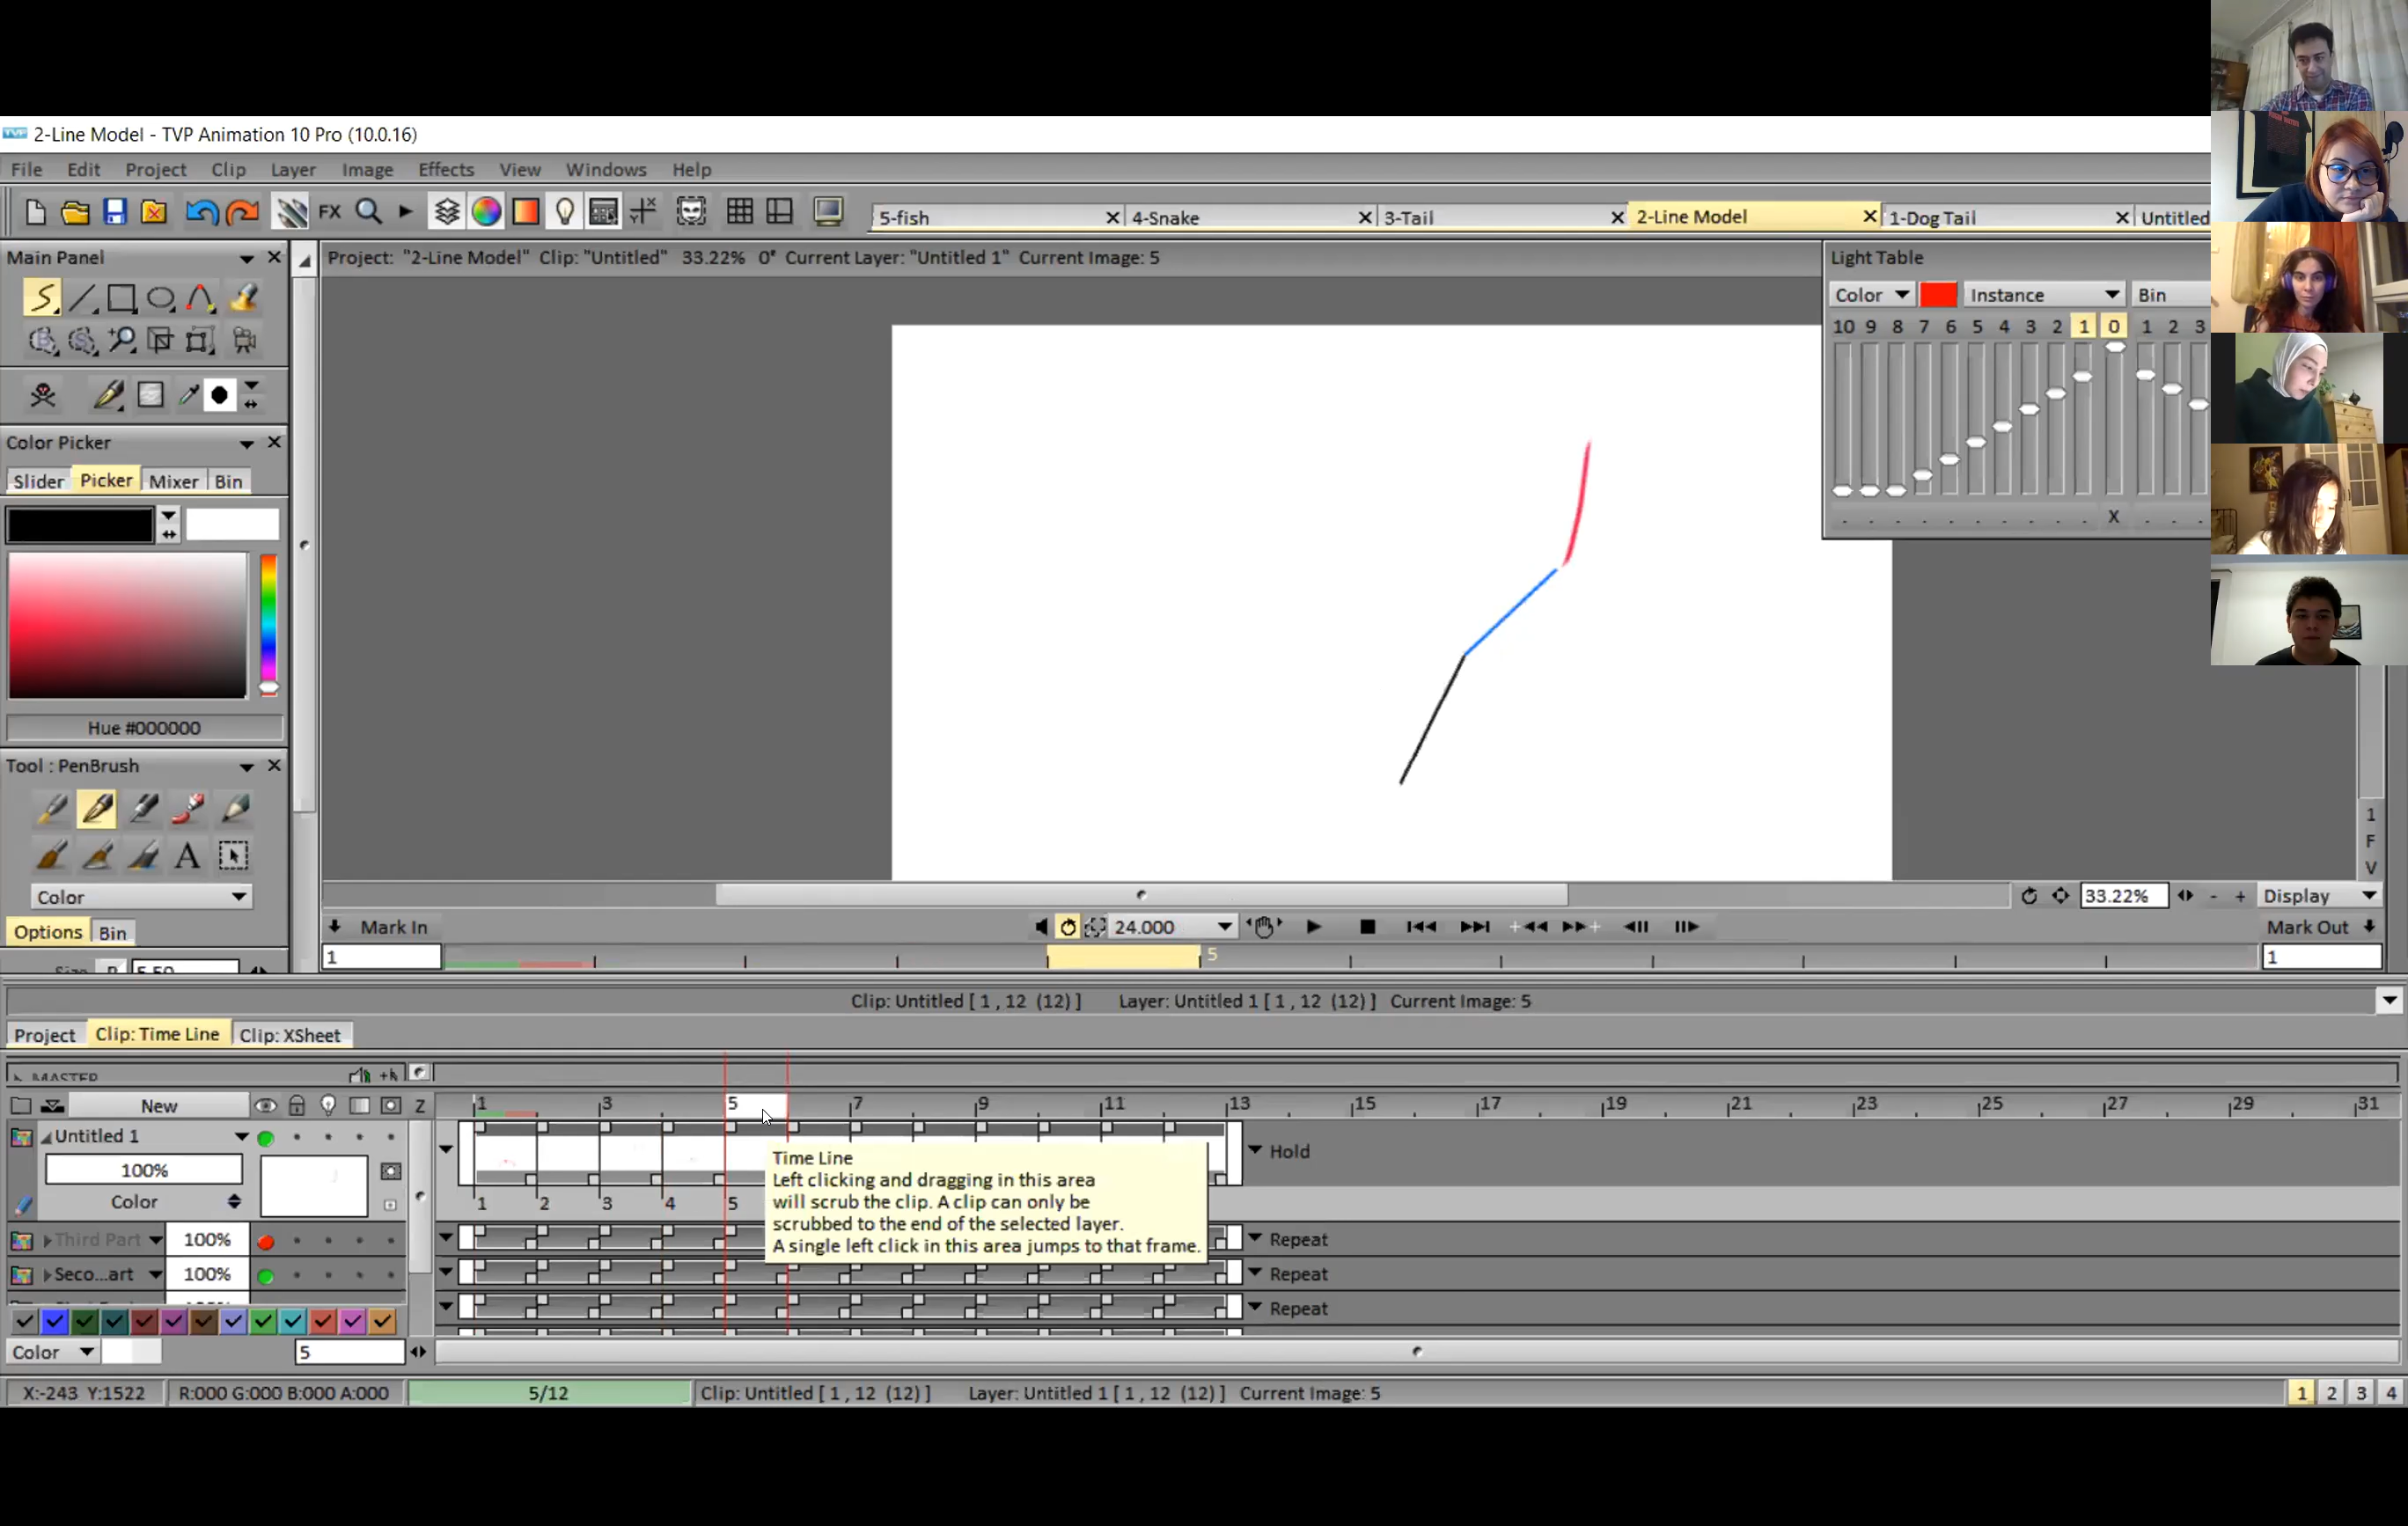 TVP 2-Line Model - TVP Animation 10 Pro (10.0.16)
File Edit Project Clip Layer Image Effects View Windows Help
FX
5-fish 4-Snake 3-Tail 2-Line Model 1-Dog Tail Untitled
Main Panel
Project: "2-Line Model" Clip: "Untitled" 33.22% 0° Current Layer: "Untitled 1" Current Image: 5
Light Table
Color Instance Bin
10 9 8 7 6 5 4 3 2 1 0 1 2 3
X
Color Picker
Slider Picker Mixer Bin
Hue #000000
Tool : PenBrush
A
Color
Options Bin
Size P 5.50
1
F
V
33.22% - + Display
Mark In 24.000 Mark Out
1 5 1
Clip: Untitled [ 1 , 12 (12) ] Layer: Untitled 1 [ 1 , 12 (12) ] Current Image: 5
Project Clip: Time Line Clip: XSheet
MASTER
New Z 1 3 5 7 9 11 13 15 17 19 21 23 25 27 29 31
Untitled 1 Hold
100%
Color 1 2 3 4 5
Time Line
Left clicking and dragging in this area
will scrub the clip. A clip can only be
scrubbed to the end of the selected layer.
A single left click in this area jumps to that frame.
Third Part 100% Repeat
Seco...art 100% Repeat
Repeat
Color 5
X:-243 Y:1522 R:000 G:000 B:000 A:000 5/12 Clip: Untitled [ 1 , 12 (12) ] Layer: Untitled 1 [ 1 , 12 (12) ] Current Image: 5 1 2 3 4